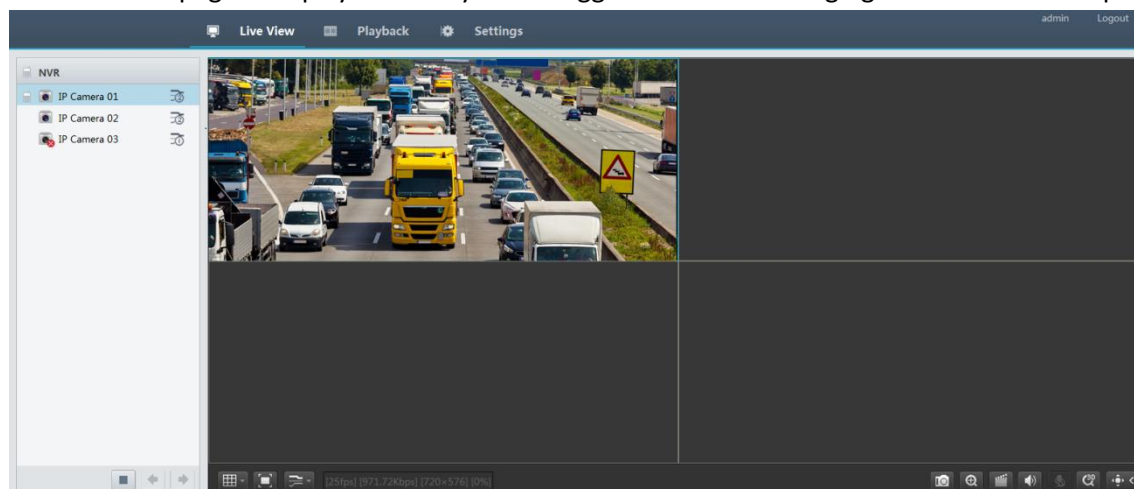 admin Logout
Live View Playback Settings
NVR
IP Camera 01
IP Camera 02
IP Camera 03
[25fps] [971.72Kbps] [720×576] [0%]